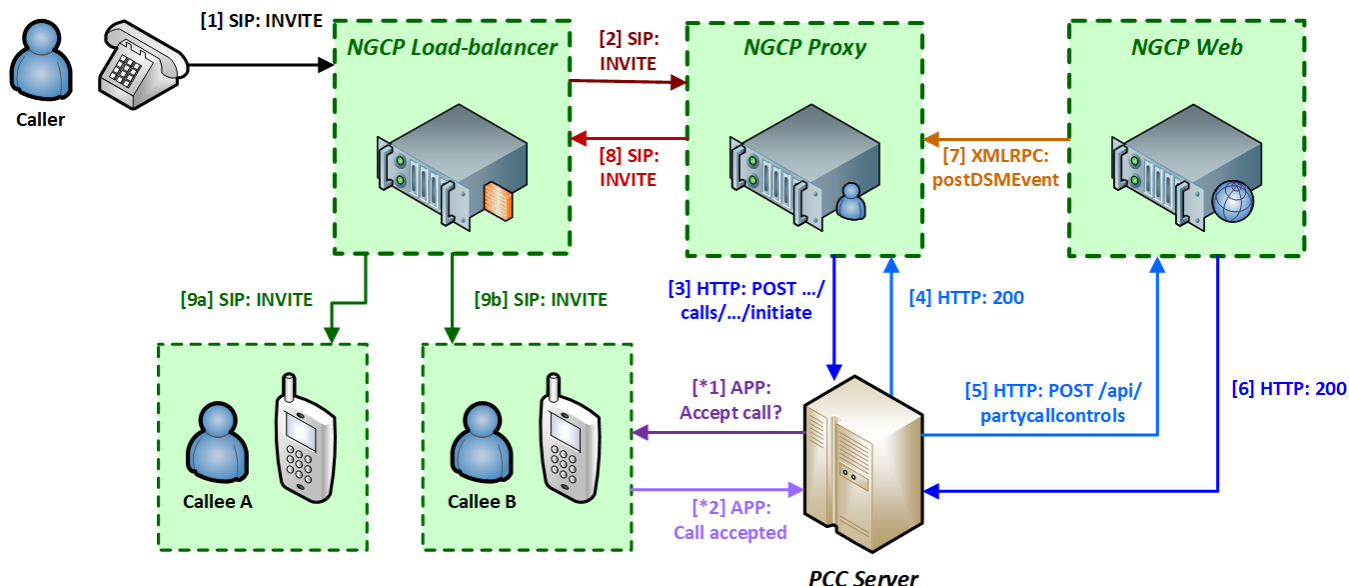 [1] SIP: INVITE
Caller
NGCP Load-balancer
[2] SIP:
INVITE
[8] SIP:
INVITE
NGCP Proxy
[7] XMLRPC:
postDSMEvent
NGCP Web
[9a] SIP: INVITE
[9b] SIP: INVITE
[3] HTTP: POST .../
calls/.../initiate
[4] HTTP: 200
[5] HTTP: POST /api/
partycallcontrols
[6] HTTP: 200
Callee A
Callee B
[*1] APP:
Accept call?
[*2] APP:
Call accepted
PCC Server